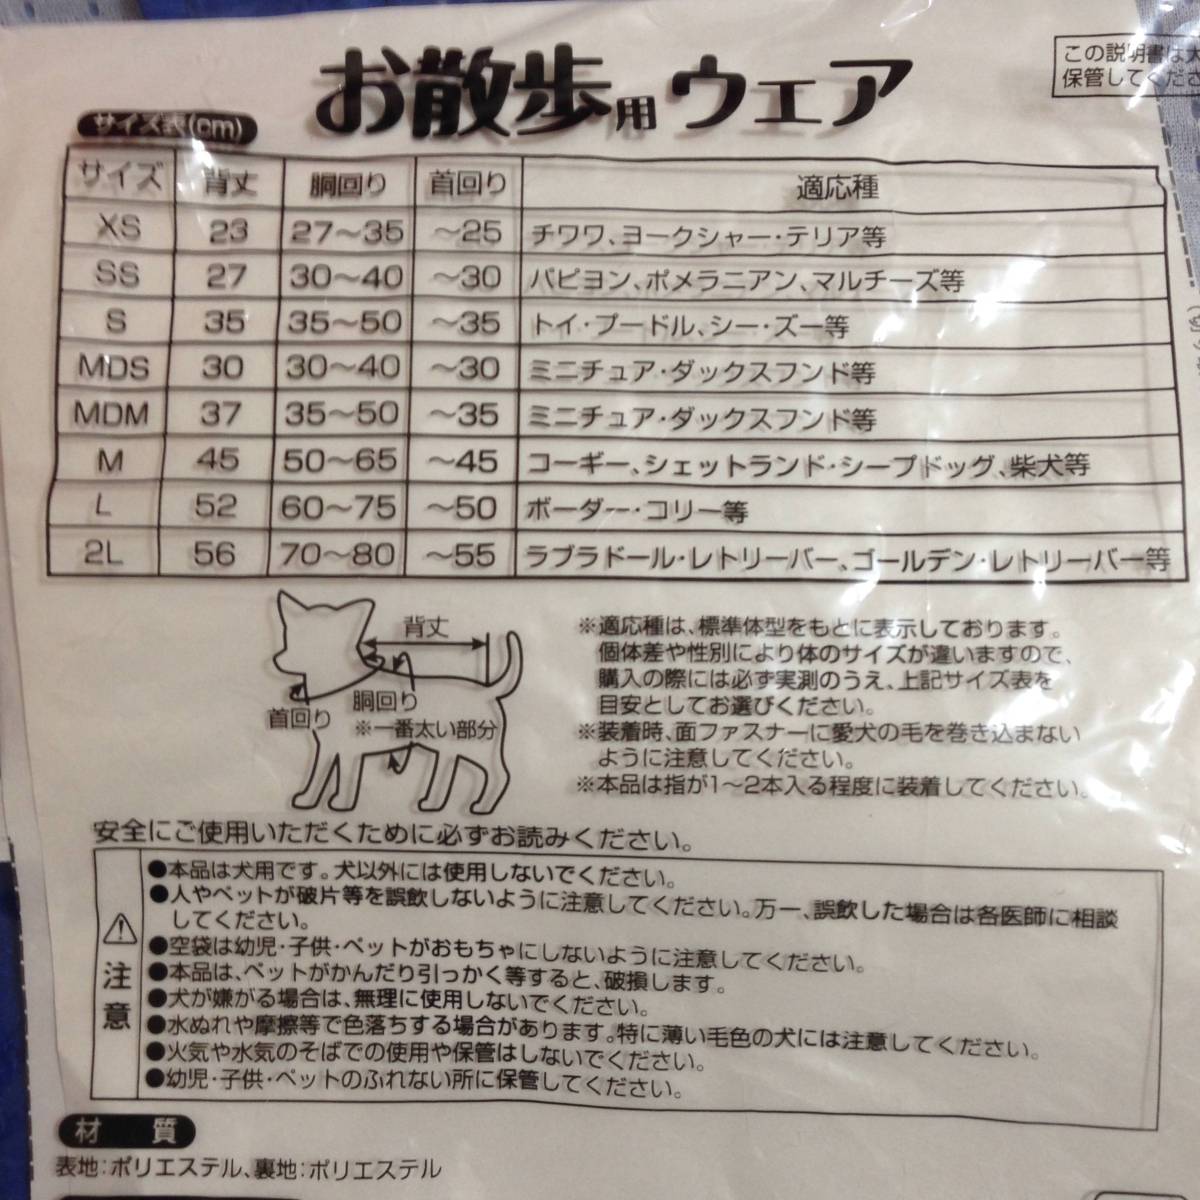 お散歩用ウェア
この説明書は大
保管してくださ
サイズ表(cm)
サイズ 背丈 胴回り 首回り 適応種
XS 23 27～35 ～25 チワワ、ヨークシャー・テリア等
SS 27 30～40 ～30 パピヨン、ポメラニアン、マルチーズ等
S 35 35～50 ～35 トイ・プードル、シー・ズー等
MDS 30 30～40 ～30 ミニチュア・ダックスフンド等
MDM 37 35～50 ～35 ミニチュア・ダックスフンド等
M 45 50～65 ～45 コーギー、シェットランド・シープドッグ、柴犬等
L 52 60～75 ～50 ボーダー・コリー等
2L 56 70～80 ～55 ラブラドール・レトリーバー、ゴールデン・レトリーバー等
背丈
胴回り
首回り
※一番太い部分
※適応種は、標準体型をもとに表示しております。
個体差や性別により体のサイズが違いますので、
購入の際には必ず実測のうえ、上記サイズ表を
目安としてお選びください。
※装着時、面ファスナーに愛犬の毛を巻き込まない
ように注意してください。
※本品は指が1～2本入る程度に装着してください。
安全にご使用いただくために必ずお読みください。
注意
●本品は犬用です。犬以外には使用しないでください。
●人やペットが破片等を誤飲しないように注意してください。万一、誤飲した場合は各医師に相談
してください。
●空袋は幼児・子供・ペットがおもちゃにしないように注意してください。
●本品は、ペットがかんだり引っかく等すると、破損します。
●犬が嫌がる場合は、無理に使用しないでください。
●水ぬれや摩擦等で色落ちする場合があります。特に薄い毛色の犬には注意してください。
●火気や水気のそばでの使用や保管はしないでください。
●幼児・子供・ペットのふれない所に保管してください。
材質
表地：ポリエステル、裏地：ポリエステル